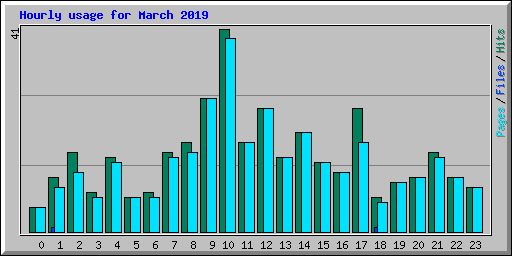 Hourly usage for March 2019
41
Pages/Files/Hits
0 1 2 3 4 5 6 7 8 9 10 11 12 13 14 15 16 17 18 19 20 21 22 23